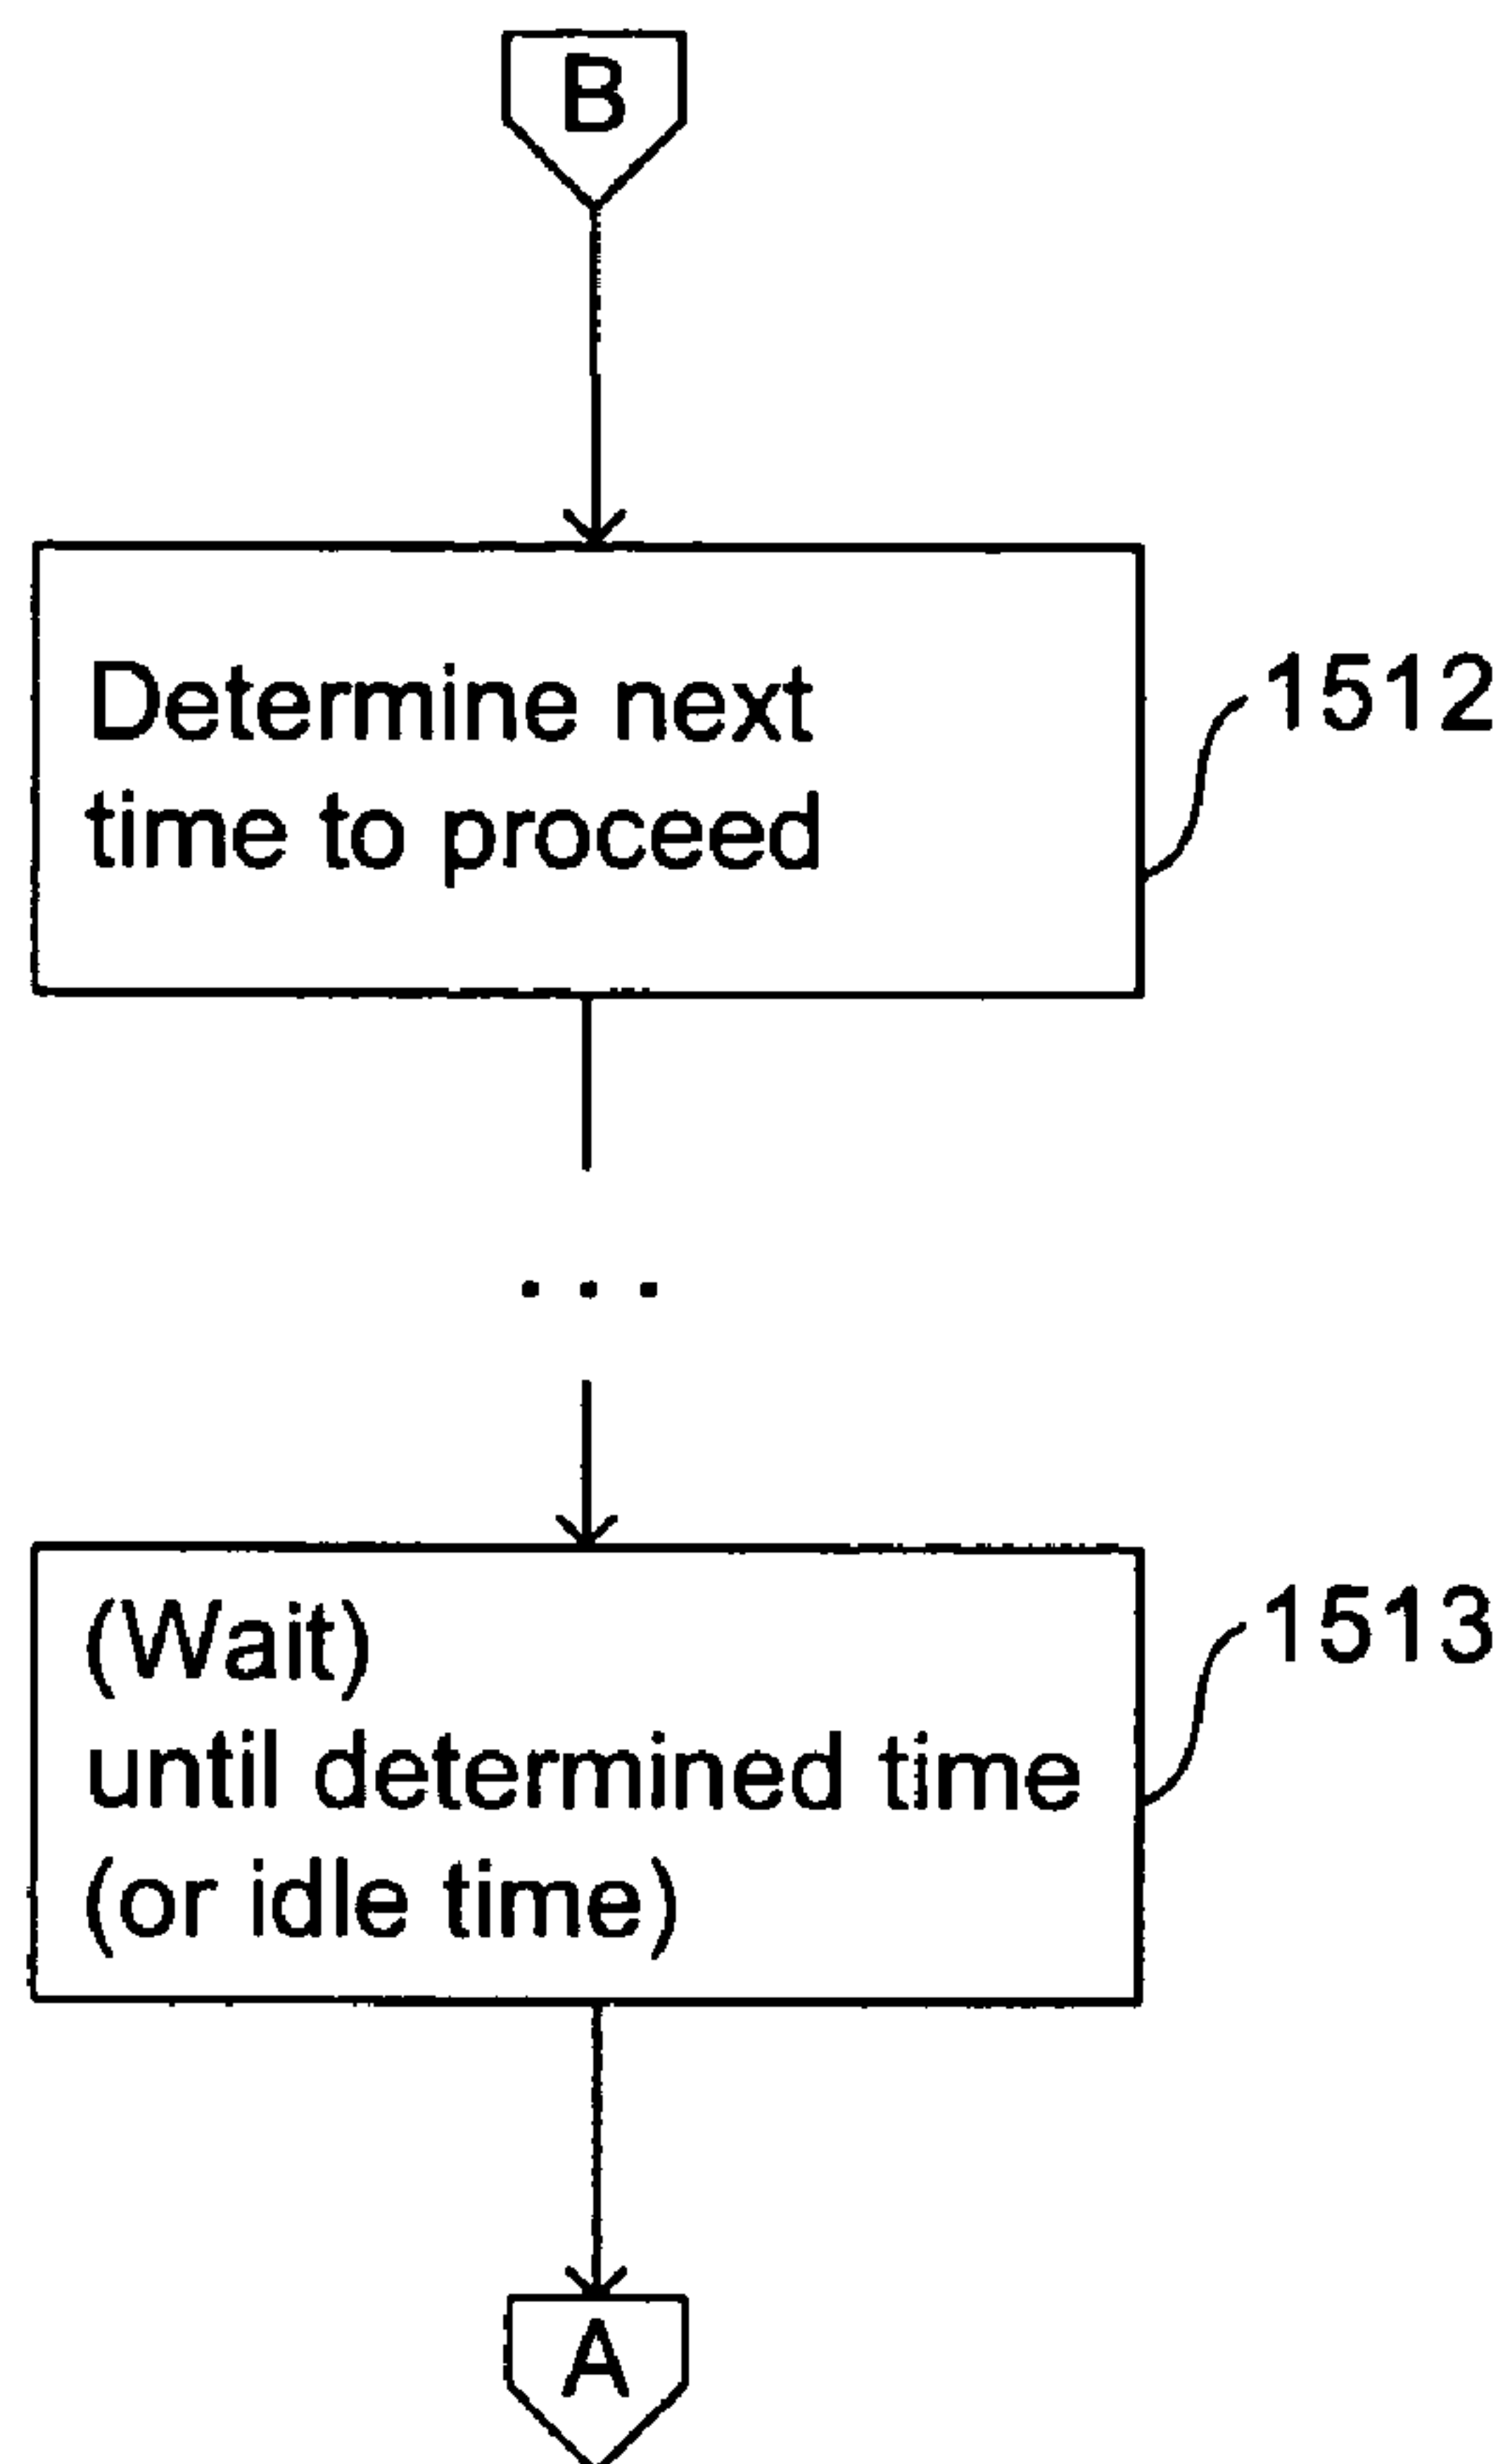 B
Determine next
time to proceed
1512
. . .
(Wait)
until determined time
(or idle time)
1513
A